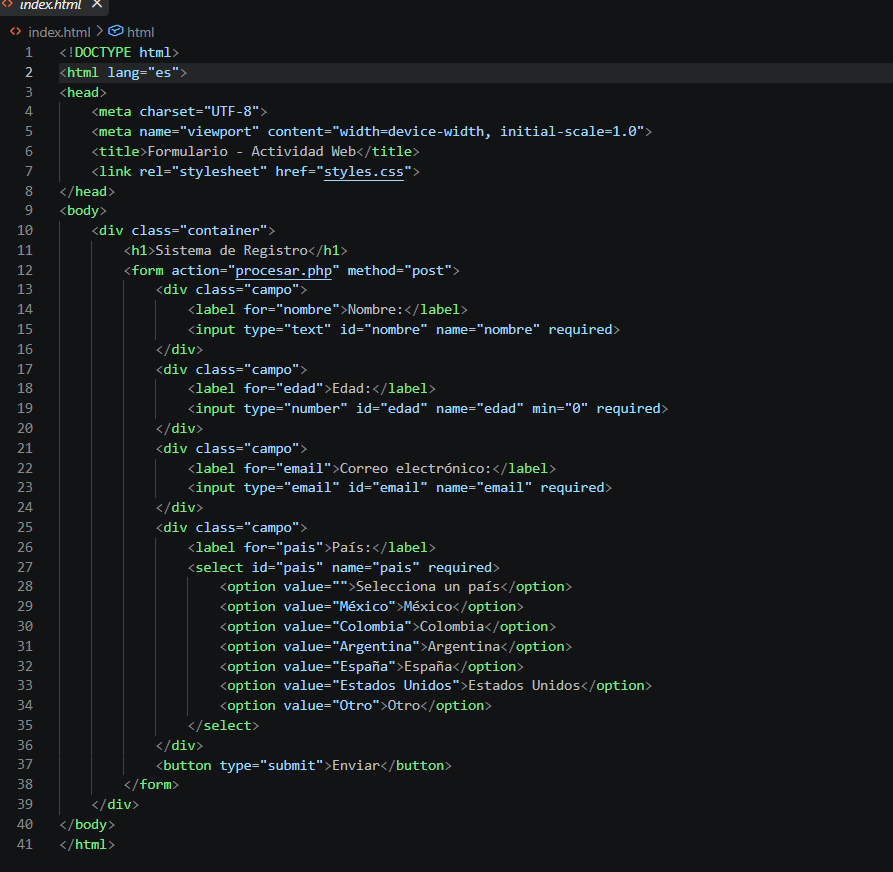 index.html
index.html > html
1 <!DOCTYPE html>
2 <html lang="es">
3 <head>
4     <meta charset="UTF-8">
5     <meta name="viewport" content="width=device-width, initial-scale=1.0">
6     <title>Formulario - Actividad Web</title>
7     <link rel="stylesheet" href="styles.css">
8 </head>
9 <body>
10     <div class="container">
11         <h1>Sistema de Registro</h1>
12         <form action="procesar.php" method="post">
13             <div class="campo">
14                 <label for="nombre">Nombre:</label>
15                 <input type="text" id="nombre" name="nombre" required>
16             </div>
17             <div class="campo">
18                 <label for="edad">Edad:</label>
19                 <input type="number" id="edad" name="edad" min="0" required>
20             </div>
21             <div class="campo">
22                 <label for="email">Correo electrónico:</label>
23                 <input type="email" id="email" name="email" required>
24             </div>
25             <div class="campo">
26                 <label for="pais">País:</label>
27                 <select id="pais" name="pais" required>
28                     <option value="">Selecciona un país</option>
29                     <option value="México">México</option>
30                     <option value="Colombia">Colombia</option>
31                     <option value="Argentina">Argentina</option>
32                     <option value="España">España</option>
33                     <option value="Estados Unidos">Estados Unidos</option>
34                     <option value="Otro">Otro</option>
35                 </select>
36             </div>
37             <button type="submit">Enviar</button>
38         </form>
39     </div>
40 </body>
41 </html>